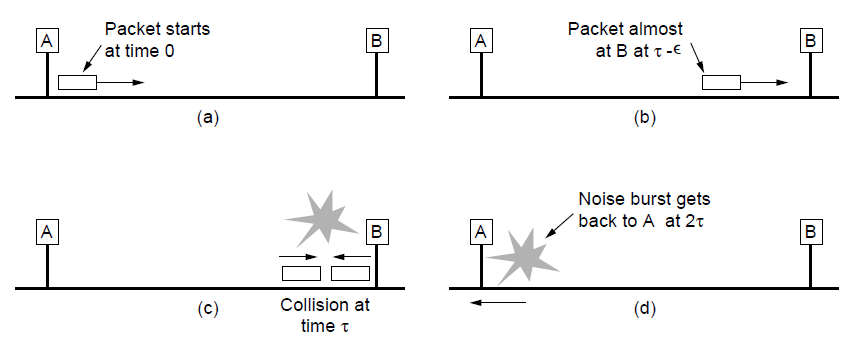 A
Packet starts
at time 0
B
(a)
A
Packet almost
at B at τ -ϵ
B
(b)
A
B
Collision at
time τ
(c)
A
Noise burst gets
back to A at 2τ
B
(d)